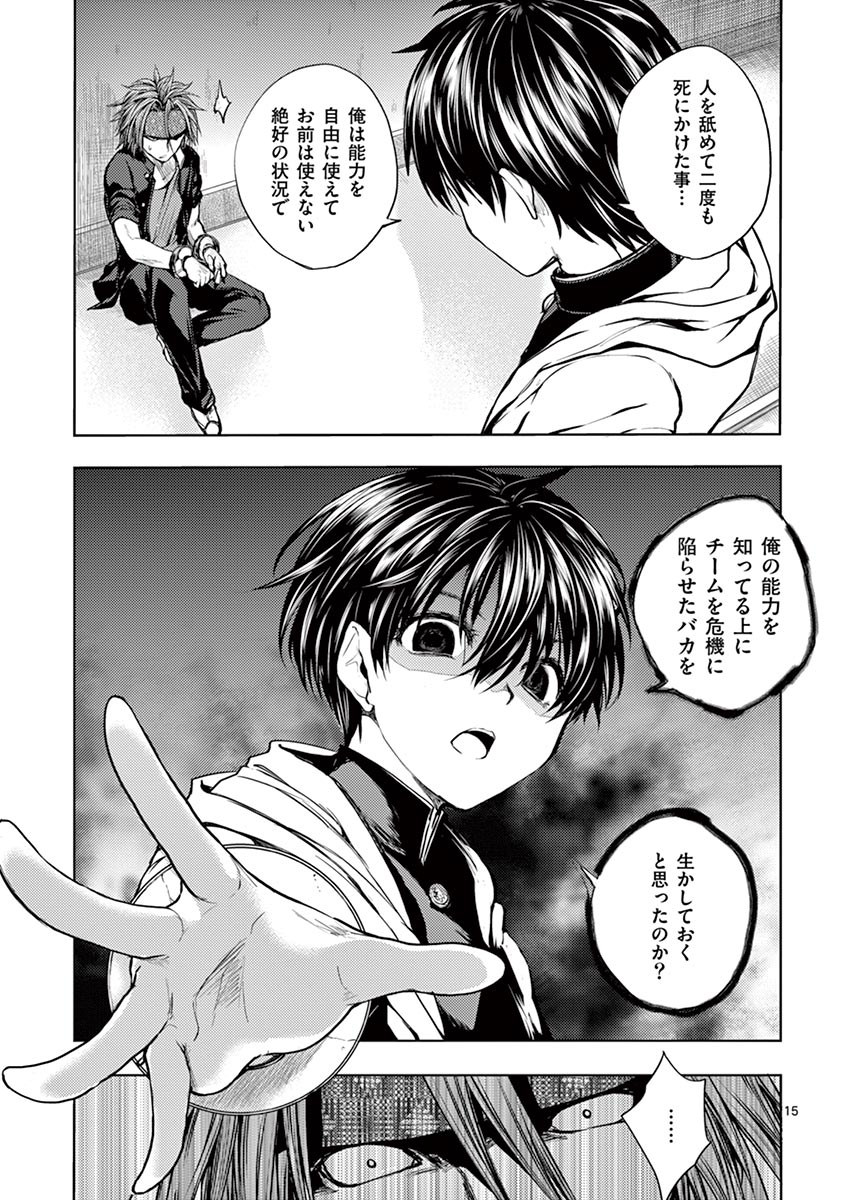 人を舐めて二度も
死にかけた事…
俺は能力を
自由に使えて
お前は使えない
絶好の状況で
俺の能力を
知ってる上に
チームを危機に
陥らせたバカを
生かしておく
と思ったのか？
……
15